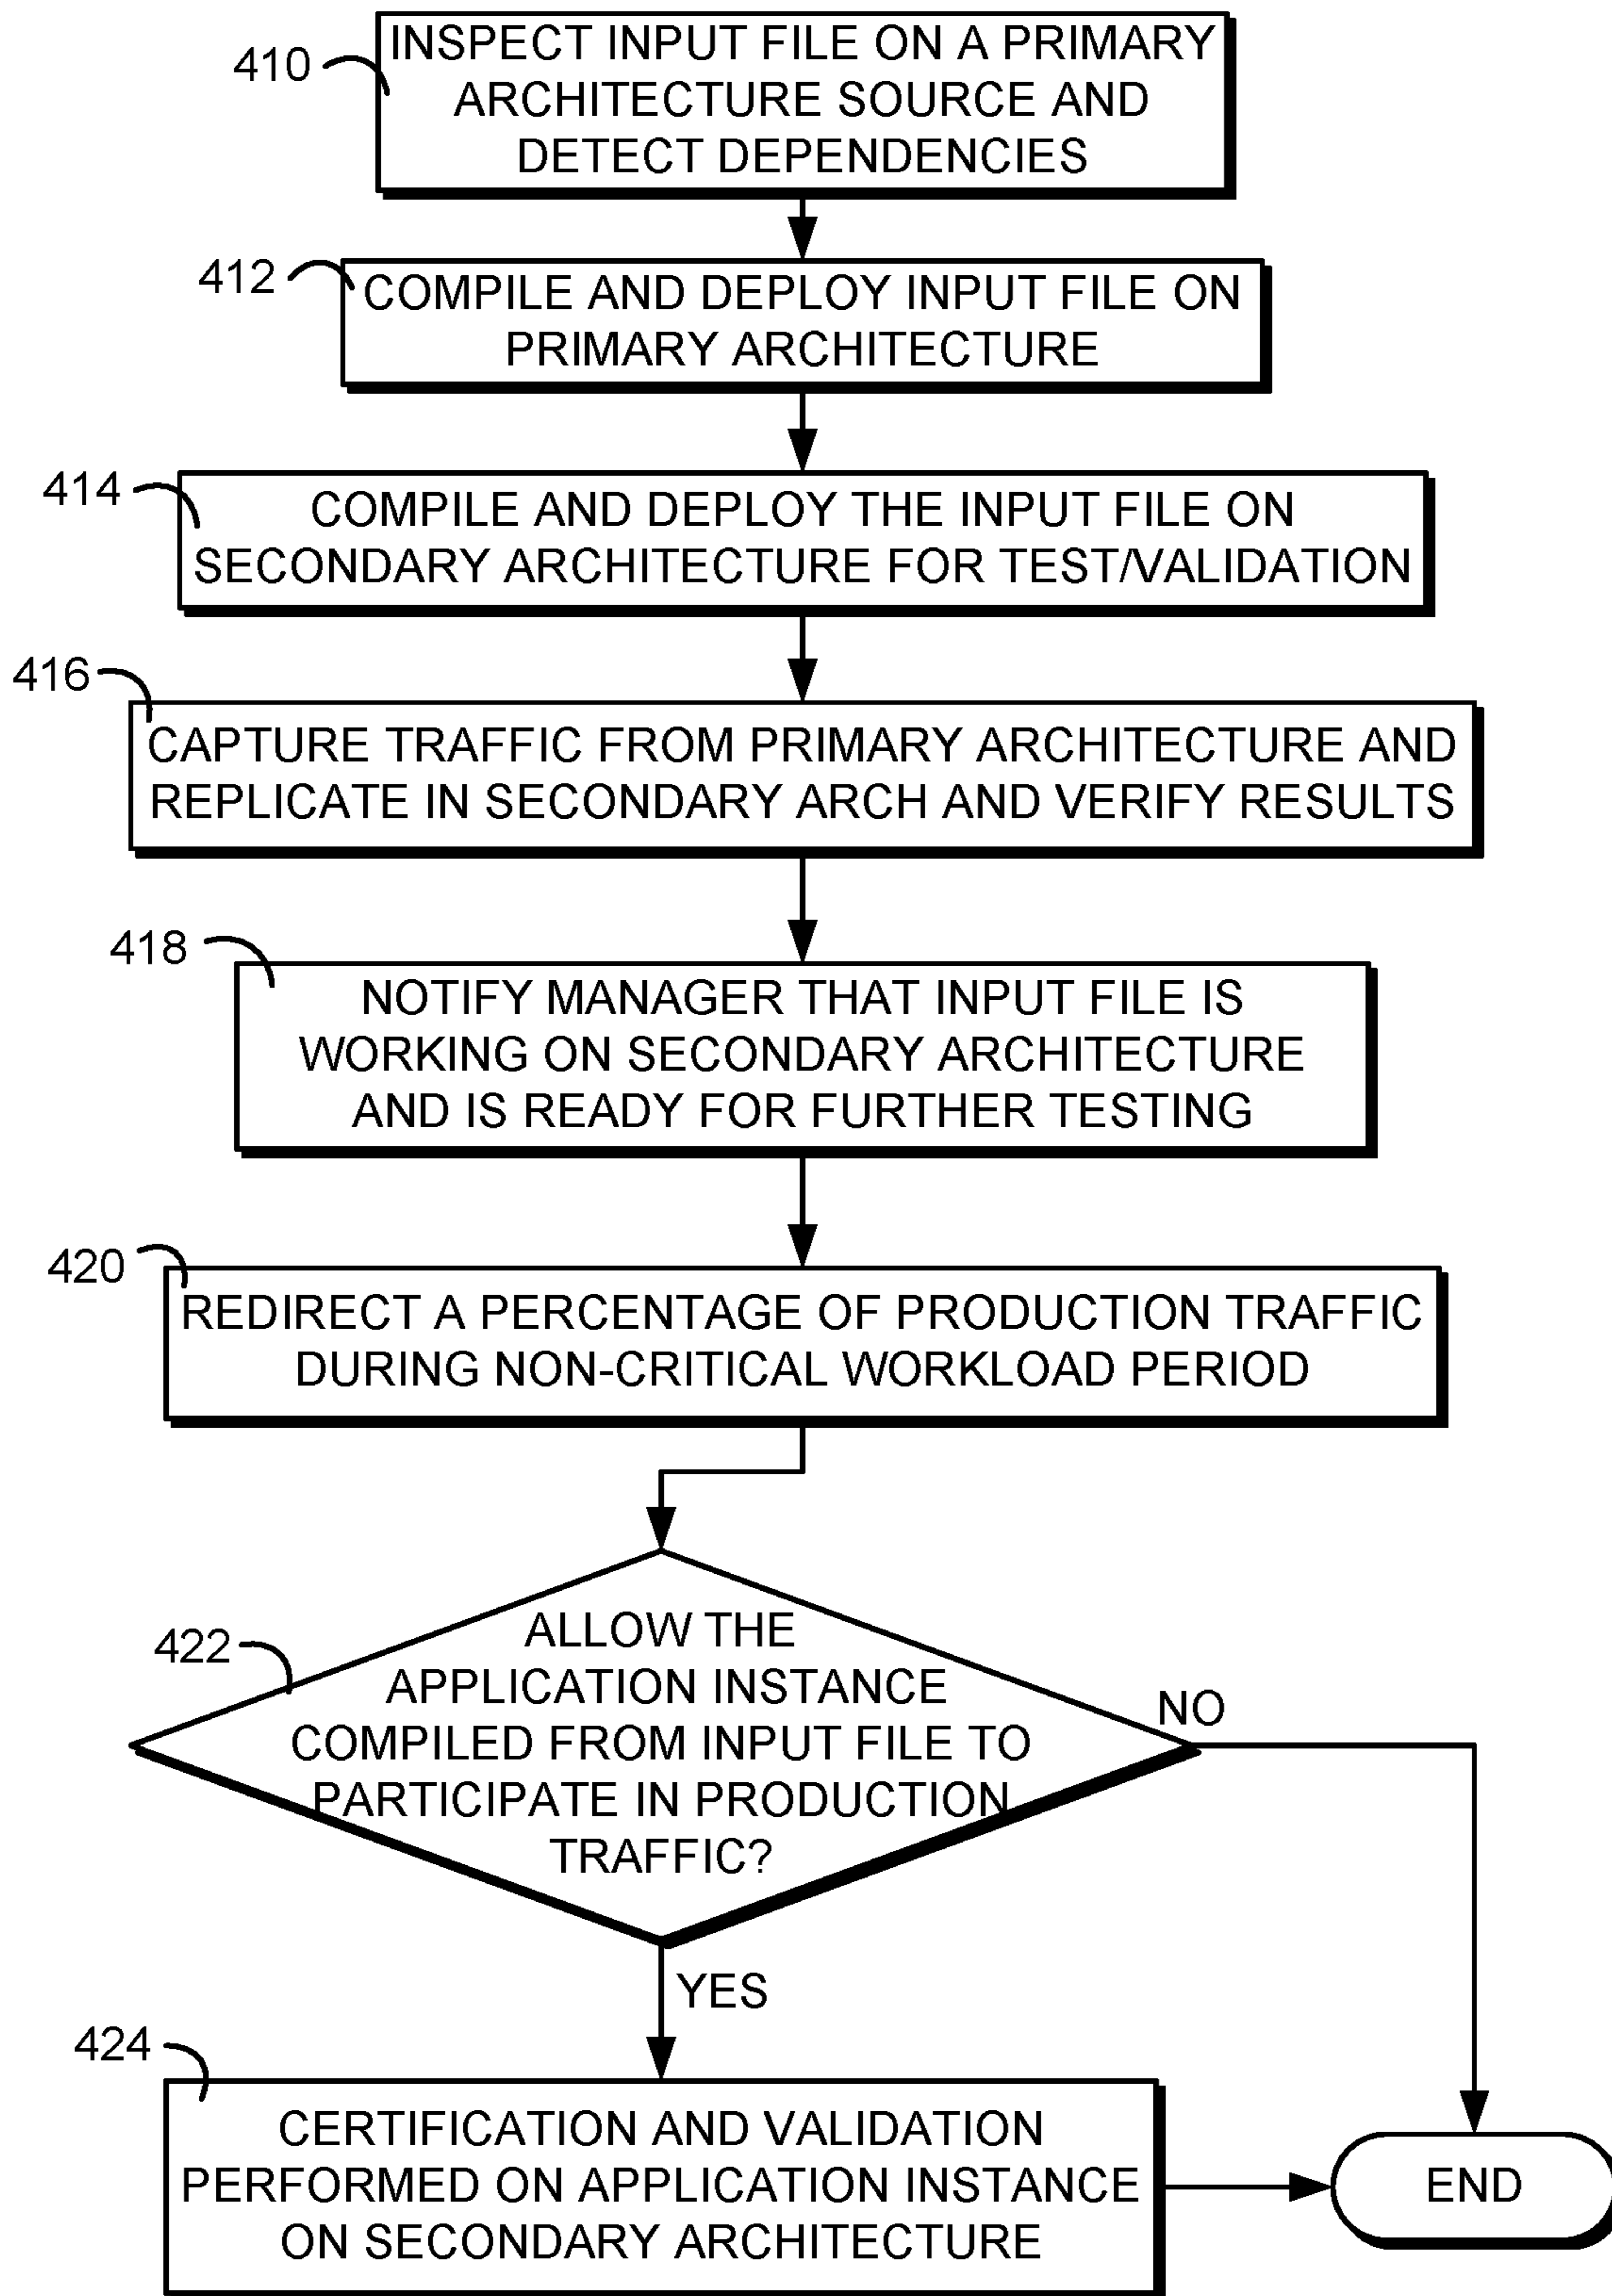 410
INSPECT INPUT FILE ON A PRIMARY
ARCHITECTURE SOURCE AND
DETECT DEPENDENCIES
412
COMPILE AND DEPLOY INPUT FILE ON
PRIMARY ARCHITECTURE
414
COMPILE AND DEPLOY THE INPUT FILE ON
SECONDARY ARCHITECTURE FOR TEST/VALIDATION
416
CAPTURE TRAFFIC FROM PRIMARY ARCHITECTURE AND
REPLICATE IN SECONDARY ARCH AND VERIFY RESULTS
418
NOTIFY MANAGER THAT INPUT FILE IS
WORKING ON SECONDARY ARCHITECTURE
AND IS READY FOR FURTHER TESTING
420
REDIRECT A PERCENTAGE OF PRODUCTION TRAFFIC
DURING NON-CRITICAL WORKLOAD PERIOD
422
ALLOW THE
APPLICATION INSTANCE
COMPILED FROM INPUT FILE TO
PARTICIPATE IN PRODUCTION
TRAFFIC?
NO
YES
424
CERTIFICATION AND VALIDATION
PERFORMED ON APPLICATION INSTANCE
ON SECONDARY ARCHITECTURE
END